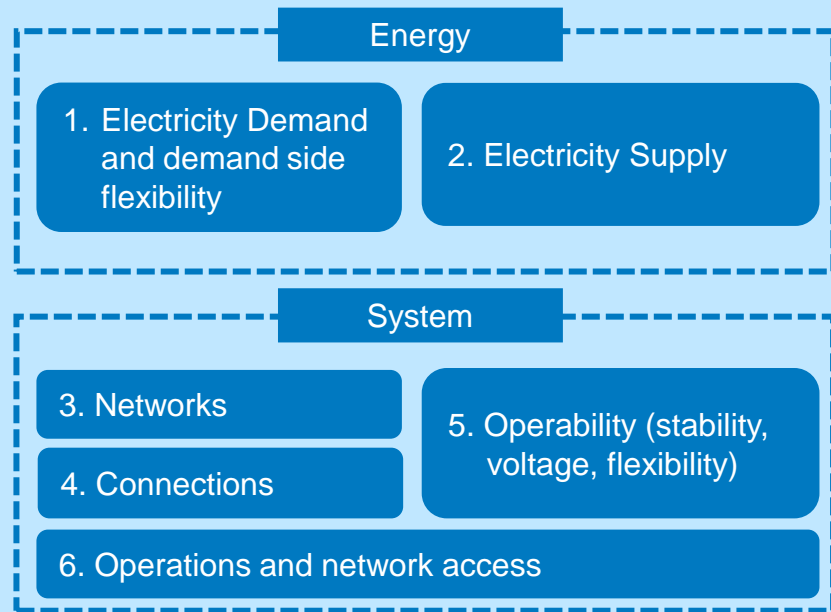 Energy
1. Electricity Demand
and demand side
flexibility
2. Electricity Supply
System
3. Networks
4. Connections
5. Operability (stability,
voltage, flexibility)
6. Operations and network access